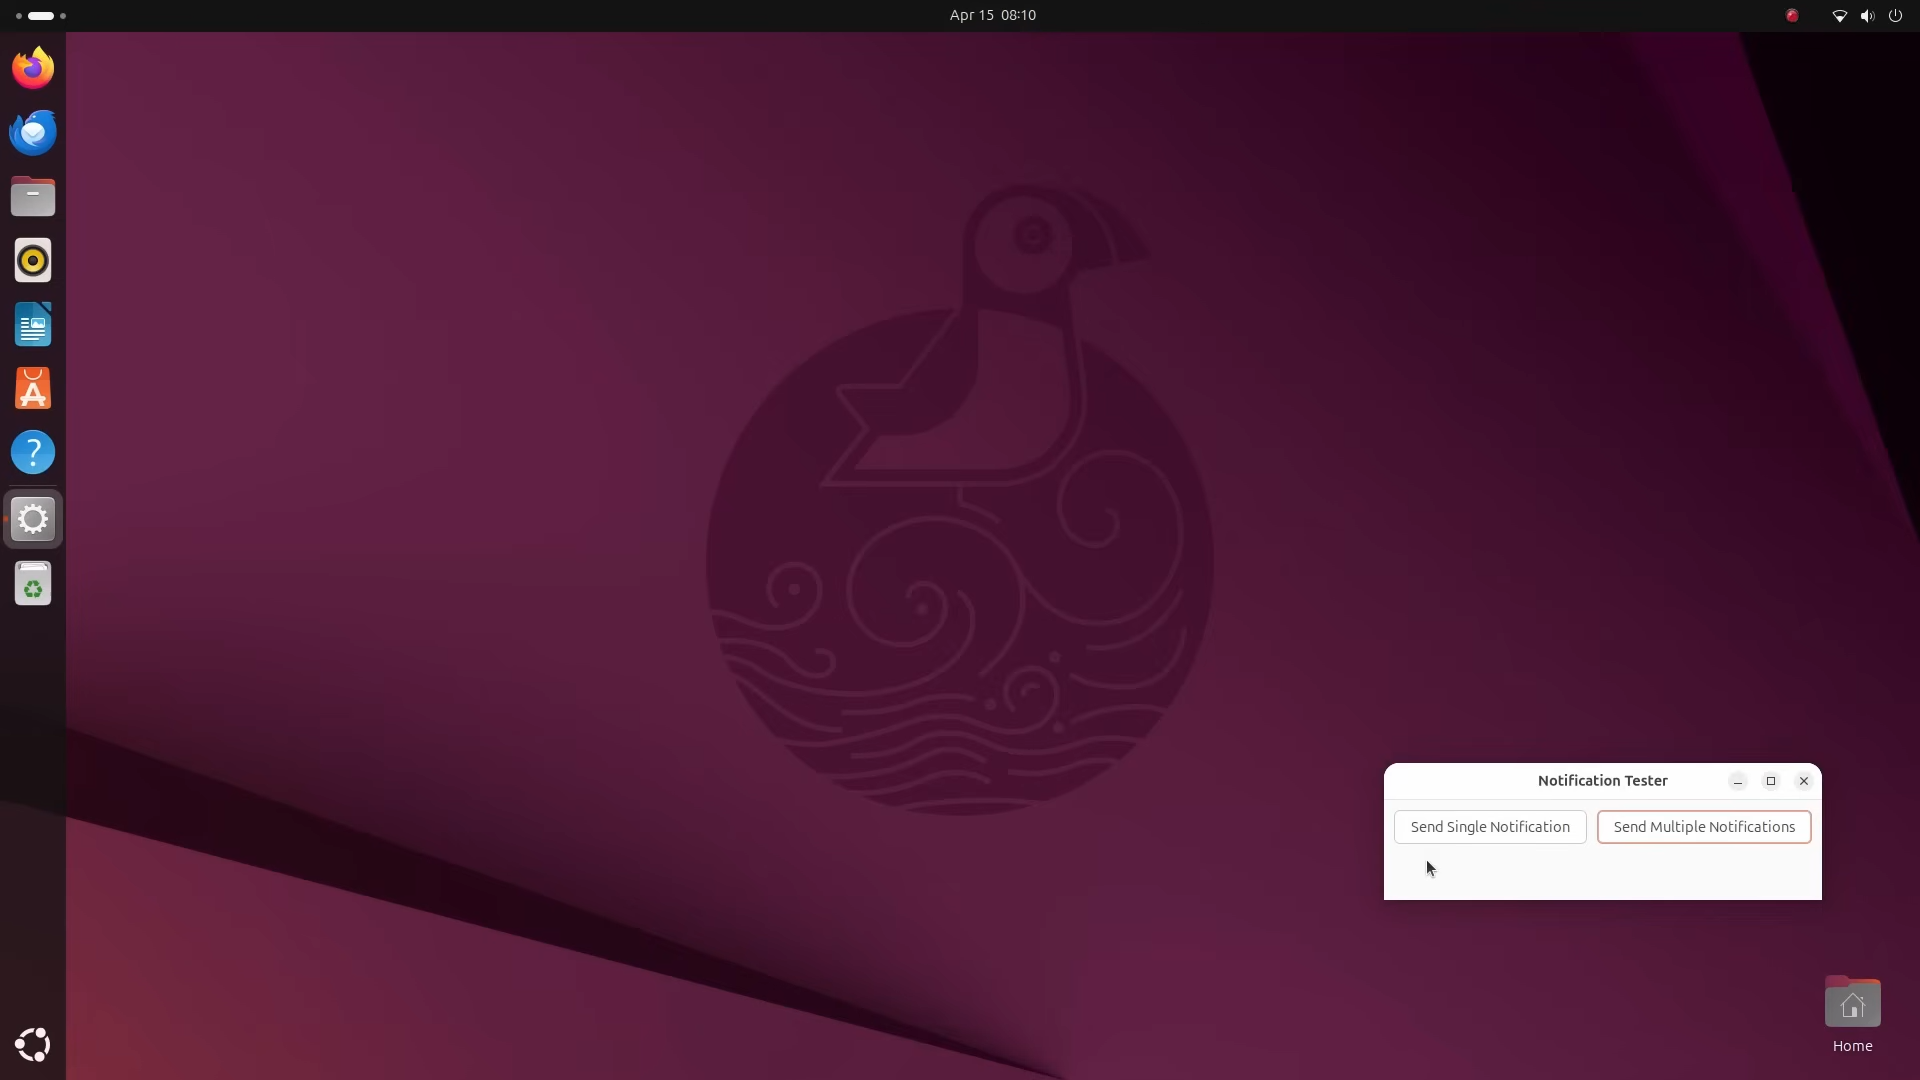 Apr 15 08:10
Notification Tester
Send Single Notification
Send Multiple Notifications
Home